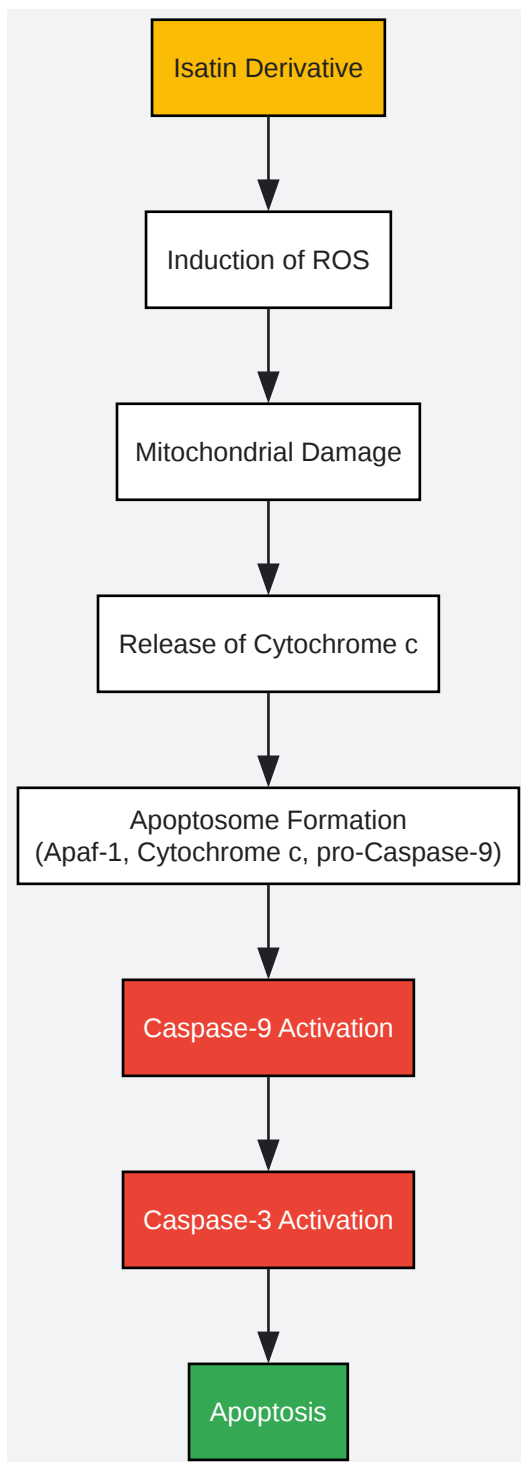 Isatin Derivative
Induction of ROS
Mitochondrial Damage
Release of Cytochrome c
Apoptosome Formation
(Apaf-1, Cytochrome c, pro-Caspase-9)
Caspase-9 Activation
Caspase-3 Activation
Apoptosis